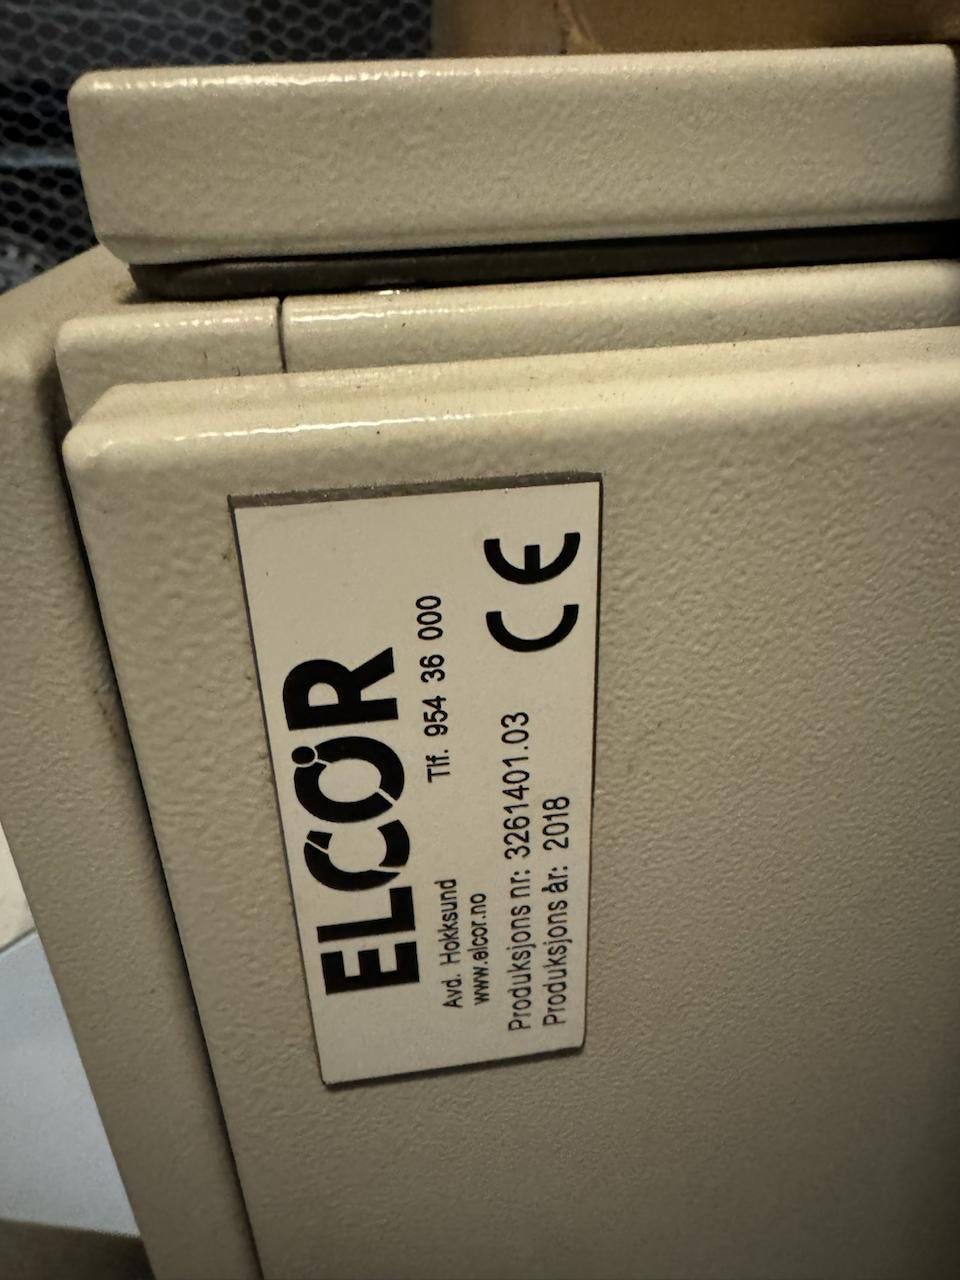 ELCOR
Avd. Hokksund Tlf. 954 36 000
www.elcor.no
Produksjons nr: 3261401.03
Produksjons år: 2018
CE